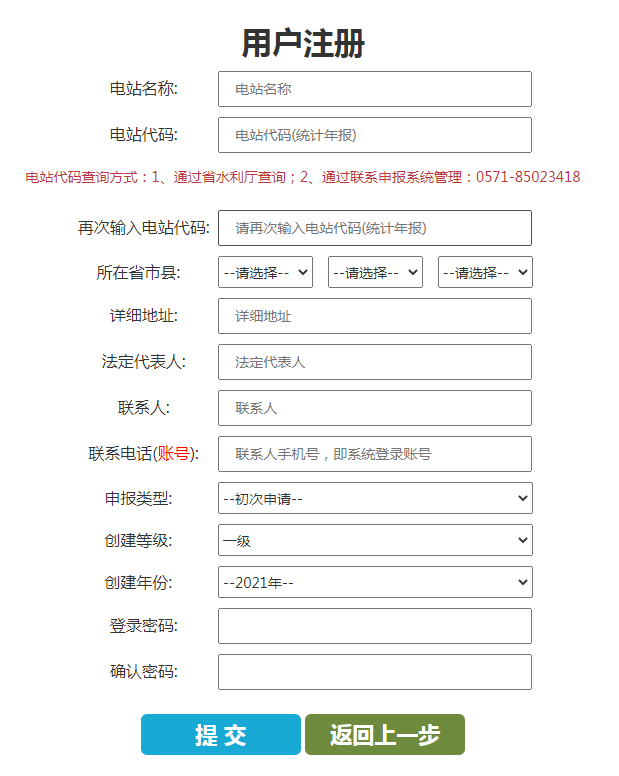 用户注册
电站名称: 电站名称
电站代码: 电站代码(统计年报)
电站代码查询方式：1、通过省水利厅查询；2、通过联系申报系统管理：0571-85023418
再次输入电站代码: 请再次输入电站代码(统计年报)
所在省市县: --请选择-- --请选择-- --请选择--
详细地址: 详细地址
法定代表人: 法定代表人
联系人: 联系人
联系电话(账号): 联系人手机号，即系统登录账号
申报类型: --初次申请--
创建等级: 一级
创建年份: --2021年--
登录密码:
确认密码:
提 交 返回上一步